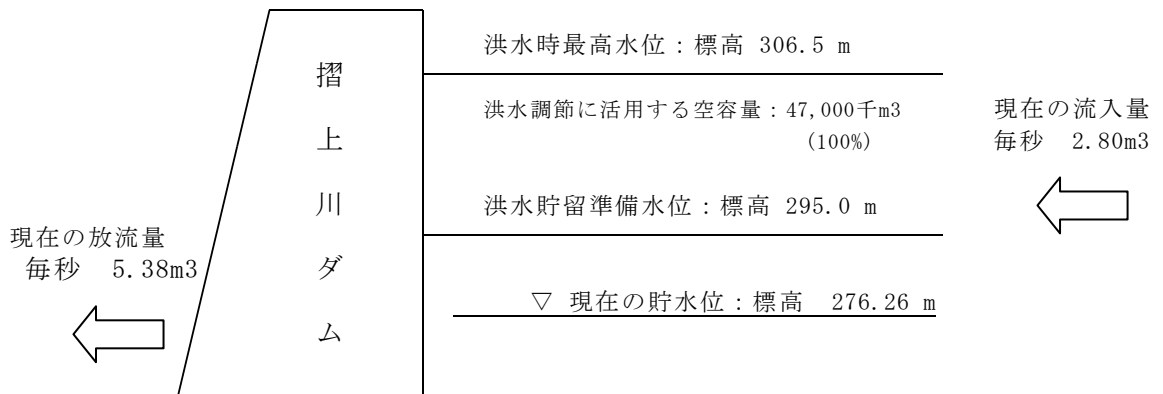 洪水時最高水位：標高 306.5 m
洪水調節に活用する空容量：47,000千m3
(100%)
洪水貯留準備水位：標高 295.0 m
▽ 現在の貯水位：標高 276.26 m
摺上川ダム
現在の流入量
毎秒 2.80m3
現在の放流量
毎秒 5.38m3